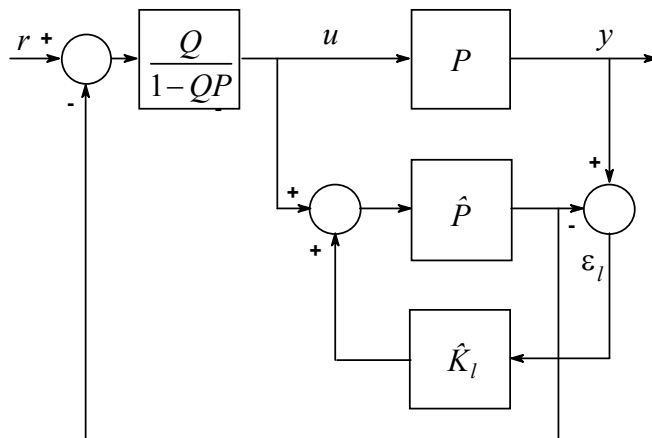 r + - Q u P y
1 − QP -
+ + P̂ + -
ε_l
K̂_l